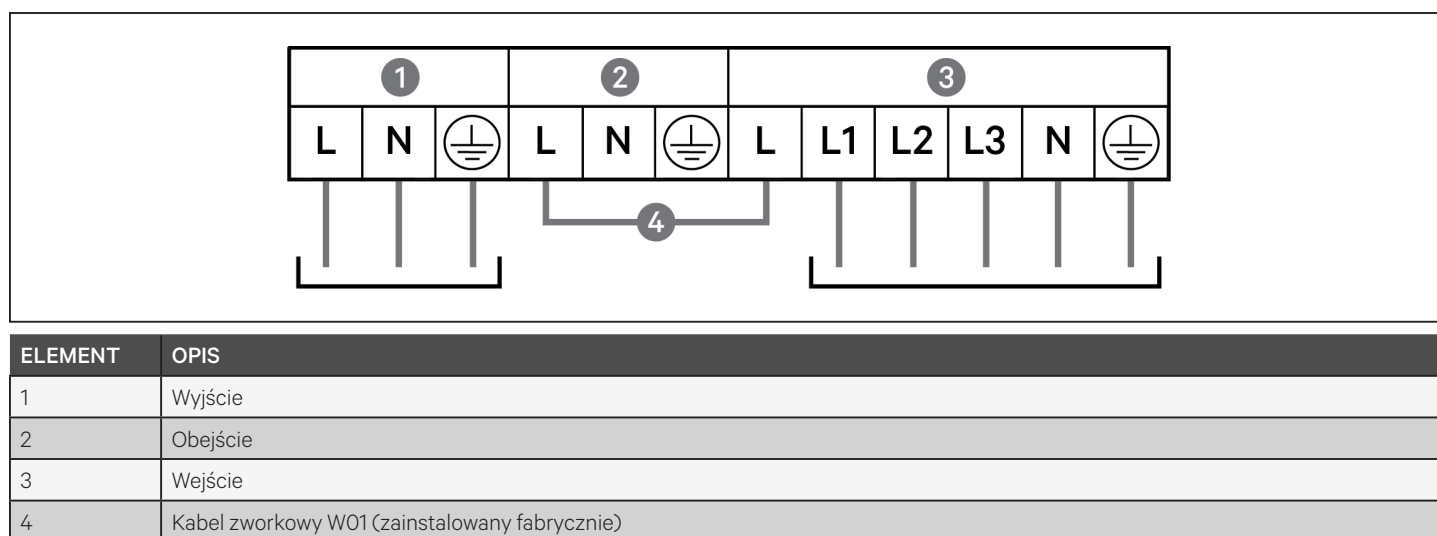 1 2 3
L N L N L L1 L2 L3 N
4
ELEMENT OPIS
1 Wyjście
2 Obejście
3 Wejście
4 Kabel zworkowy W01 (zainstalowany fabrycznie)